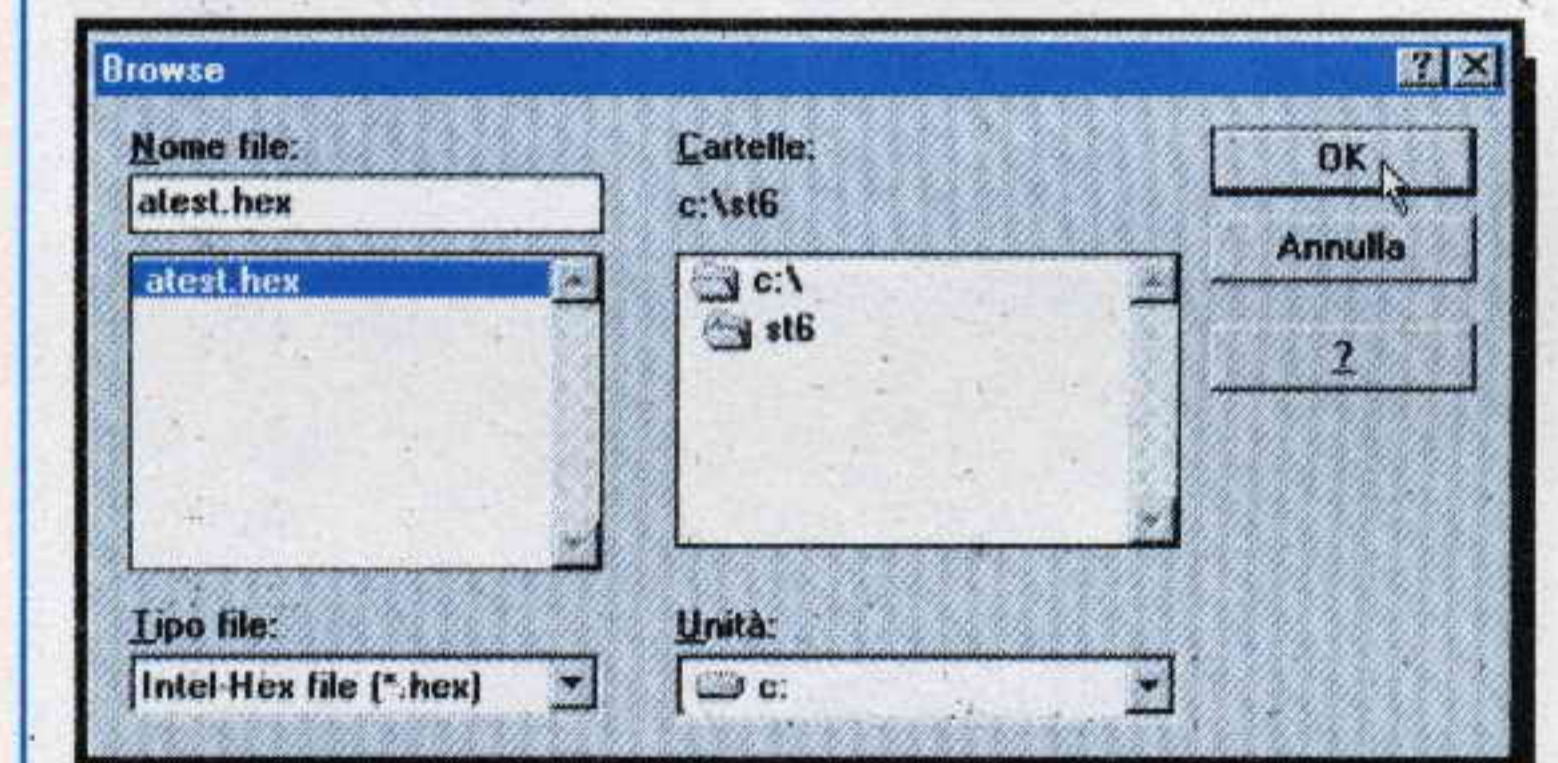 Browse
Nome file:
atest.hex
atest.hex
Tipo file:
Intel-Hex file (*.hex)
Cartelle:
c:\st6
c:\
st6
Unità:
c:
OK
Annulla
?